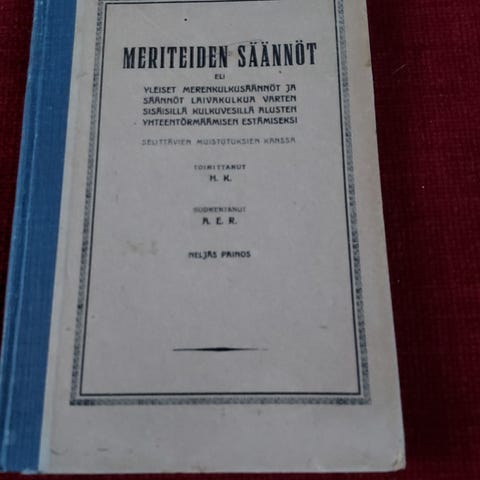 MERITEIDEN SÄÄNNÖT
ELI
YLEISET MERENKULKUSÄÄNNÖT JA
SÄÄNNÖT LAIVAKULKUA VARTEN
SISÄISILLÄ KULKUVESILLÄ ALUSTEN
YHTEENTÖRMÄÄMISEN ESTÄMISEKSI
SELITTÄVIEN MUISTUTUKSIEN KANSSA
TOIMITTANUT
H. K.
SUOMENTANUT
A. E. R.
NELJÄS PAINOS